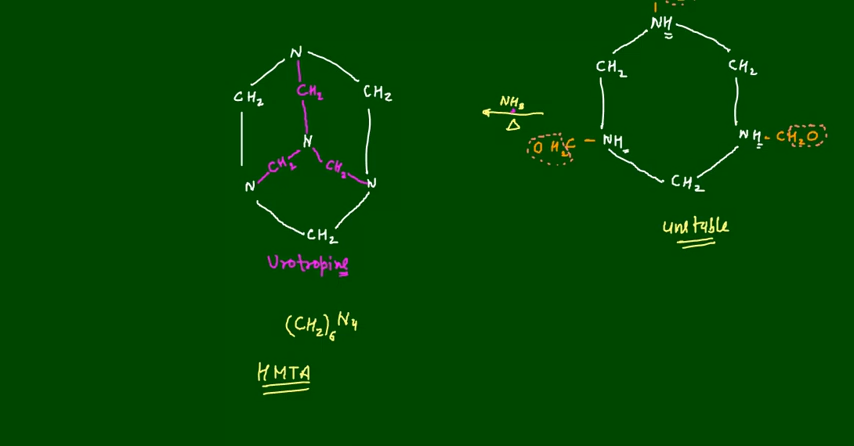 N
CH₂
CH₂
CH₂
N
CH₂
CH₂
N
N
CH₂
Urotropine
(CH₂)₆N₄
HMTA
NH₃
Δ
NH
CH₂
CH₂
OH₂C - NH
NH - CH₂O
CH₂
unstable